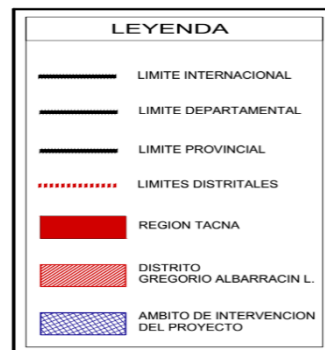 LEYENDA
LIMITE INTERNACIONAL
LIMITE DEPARTAMENTAL
LIMITE PROVINCIAL
LIMITES DISTRITALES
REGION TACNA
DISTRITO
GREGORIO ALBARRACIN L.
AMBITO DE INTERVENCION
DEL PROYECTO